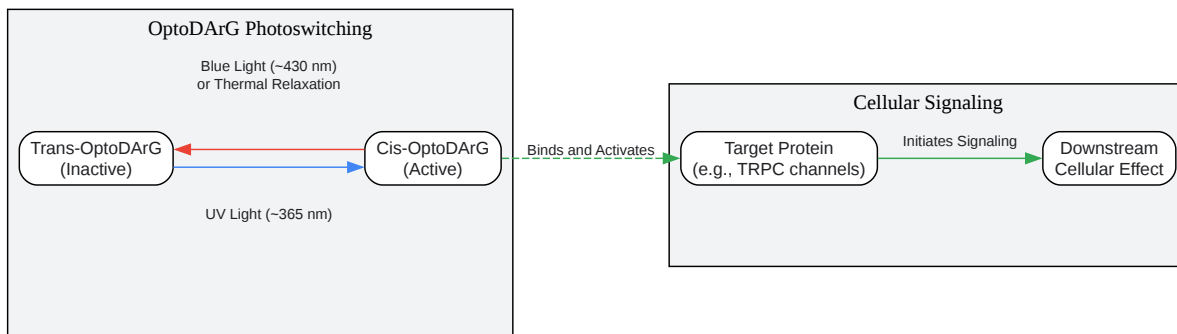 OptoDArG Photoswitching
Blue Light (~430 nm)
or Thermal Relaxation
Trans-OptoDArG
(Inactive)
Cis-OptoDArG
(Active)
UV Light (~365 nm)
Binds and Activates
Cellular Signaling
Target Protein
(e.g., TRPC channels)
Initiates Signaling
Downstream
Cellular Effect